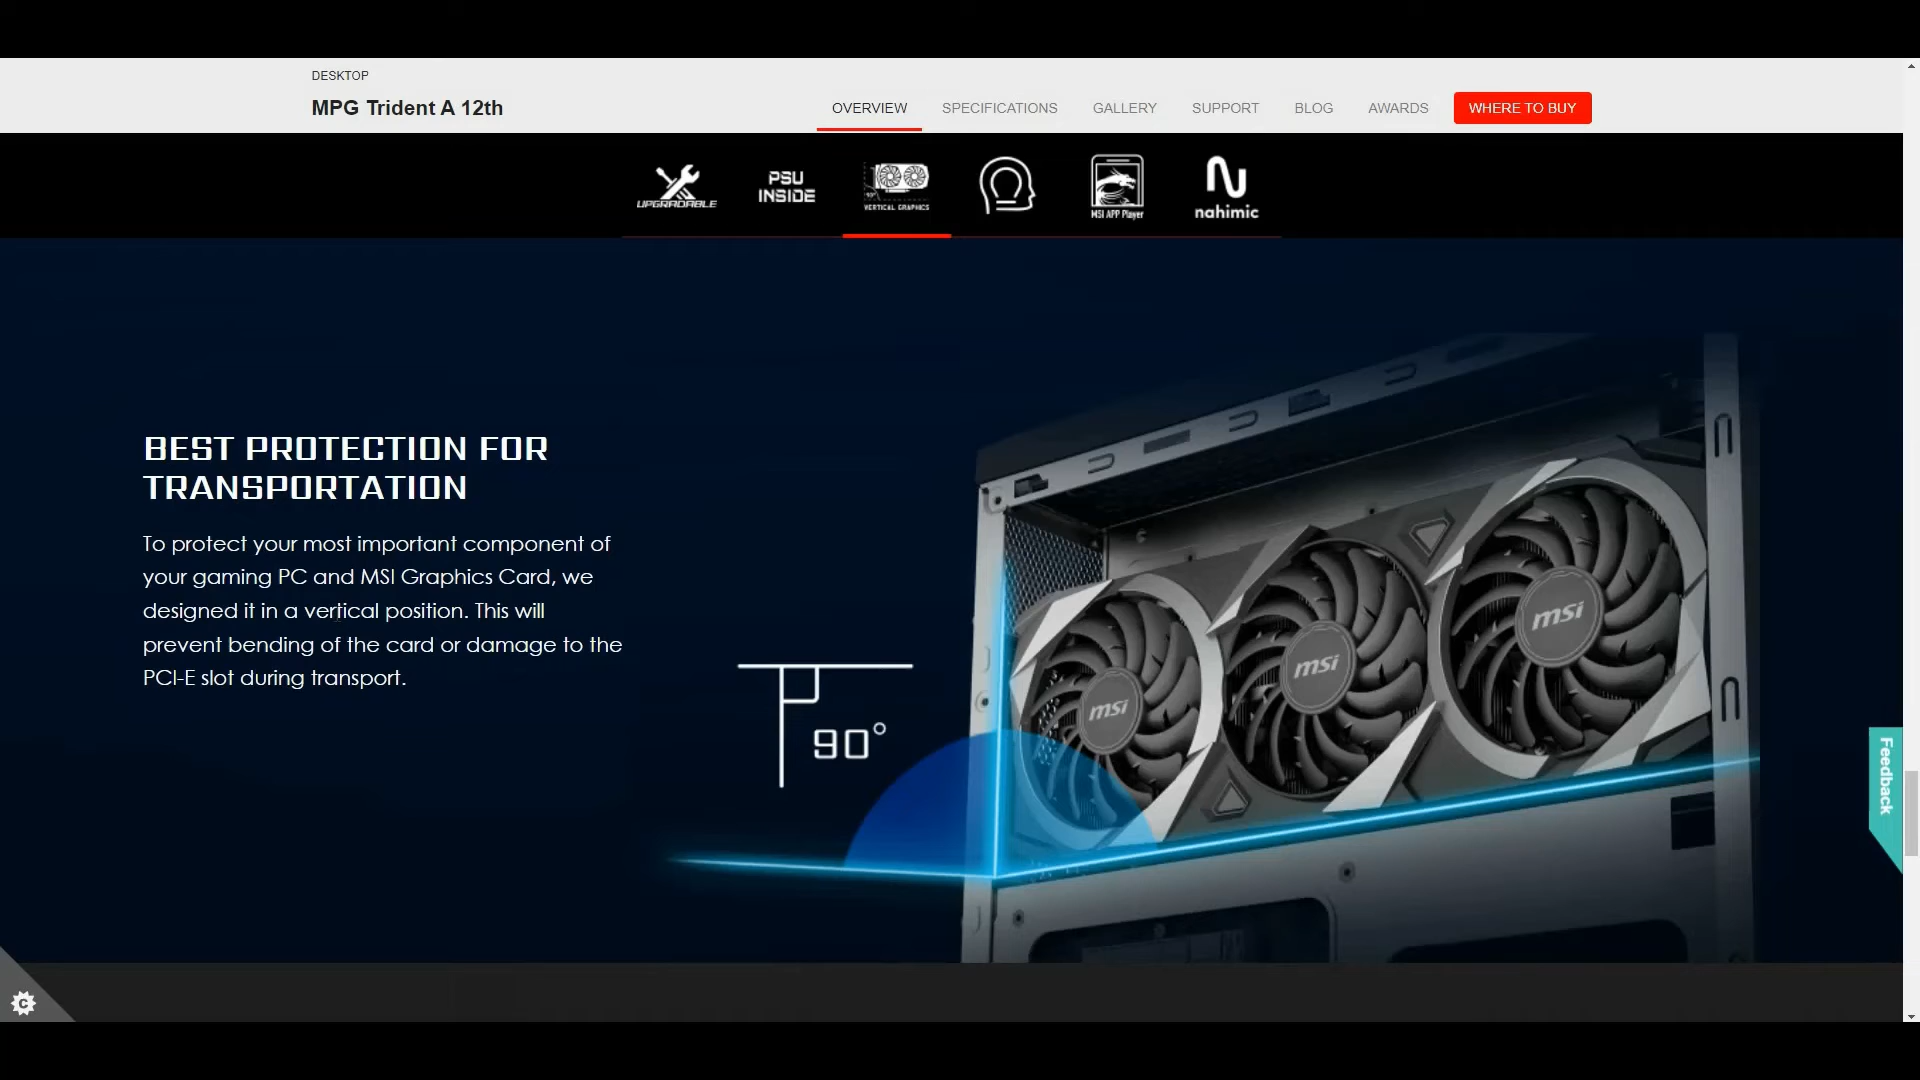 DESKTOP
MPG Trident A 12th
OVERVIEW SPECIFICATIONS GALLERY SUPPORT BLOG AWARDS WHERE TO BUY
UPGRADABLE
PSU
INSIDE
90°
VERTICAL GRAPHICS
MSI APP Player
nahimic
BEST PROTECTION FOR
TRANSPORTATION
To protect your most important component of
your gaming PC and MSI Graphics Card, we
designed it in a vertical position. This will
prevent bending of the card or damage to the
PCI-E slot during transport.
90°
msi
msi
msi
Feedback
C